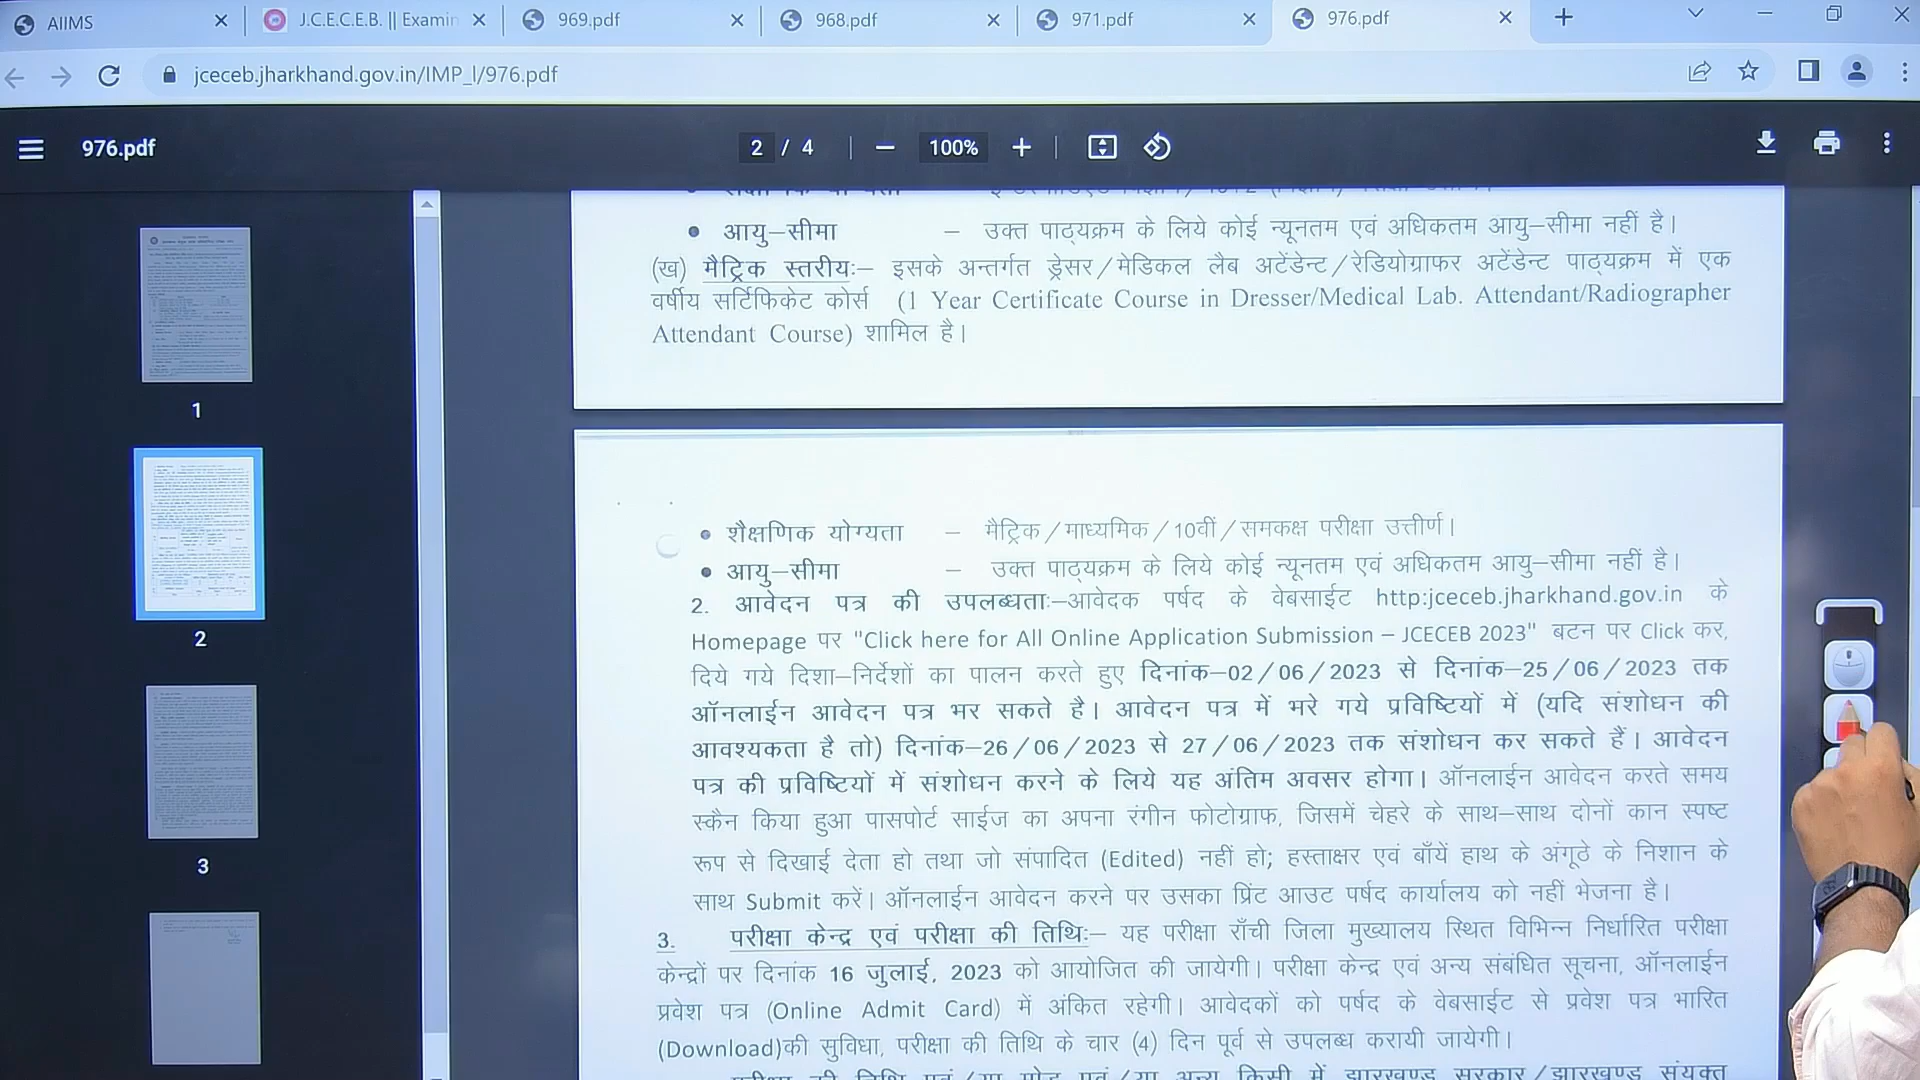 AIIMS
J.C.E.C.E.B. || Examin
969.pdf
968.pdf
971.pdf
976.pdf
jceceb.jharkhand.gov.in/IMP_l/976.pdf
976.pdf
2 / 4
100%
• आयु–सीमा – उक्त पाठ्यक्रम के लिये कोई न्यूनतम एवं अधिकतम आयु–सीमा नहीं है।
(ख) मैट्रिक स्तरीयः– इसके अन्तर्गत ड्रेसर/मेडिकल लैब अटेंडेन्ट/रेडियोग्राफर अटेंडेन्ट पाठ्यक्रम में एक
वर्षीय सर्टिफिकेट कोर्स (1 Year Certificate Course in Dresser/Medical Lab. Attendant/Radiographer
Attendant Course) शामिल है।
• शैक्षणिक योग्यता – मैट्रिक/माध्यमिक/10वीं/समकक्ष परीक्षा उत्तीर्ण।
• आयु–सीमा – उक्त पाठ्यक्रम के लिये कोई न्यूनतम एवं अधिकतम आयु–सीमा नहीं है।
2. आवेदन पत्र की उपलब्धताः–आवेदक पर्षद के वेबसाईट http:jceceb.jharkhand.gov.in के
Homepage पर "Click here for All Online Application Submission – JCECEB 2023" बटन पर Click कर,
दिये गये दिशा–निर्देशों का पालन करते हुए दिनांक–02/06/2023 से दिनांक–25/06/2023 तक
ऑनलाईन आवेदन पत्र भर सकते है। आवेदन पत्र में भरे गये प्रविष्टियों में (यदि संशोधन की
आवश्यकता है तो) दिनांक–26/06/2023 से 27/06/2023 तक संशोधन कर सकते हैं। आवेदन
पत्र की प्रविष्टियों में संशोधन करने के लिये यह अंतिम अवसर होगा। ऑनलाईन आवेदन करते समय
स्कैन किया हुआ पासपोर्ट साईज का अपना रंगीन फोटोग्राफ, जिसमें चेहरे के साथ–साथ दोनों कान स्पष्ट
रूप से दिखाई देता हो तथा जो संपादित (Edited) नहीं हो; हस्ताक्षर एवं बाँयें हाथ के अंगूठे के निशान के
साथ Submit करें। ऑनलाईन आवेदन करने पर उसका प्रिंट आउट पर्षद कार्यालय को नहीं भेजना है।
3. परीक्षा केन्द्र एवं परीक्षा की तिथिः– यह परीक्षा राँची जिला मुख्यालय स्थित विभिन्न निर्धारित परीक्षा
केन्द्रों पर दिनांक 16 जुलाई, 2023 को आयोजित की जायेगी। परीक्षा केन्द्र एवं अन्य संबंधित सूचना, ऑनलाईन
प्रवेश पत्र (Online Admit Card) में अंकित रहेगी। आवेदकों को पर्षद के वेबसाईट से प्रवेश पत्र भारित
(Download)की सुविधा, परीक्षा की तिथि के चार (4) दिन पूर्व से उपलब्ध करायी जायेगी।
1
2
3